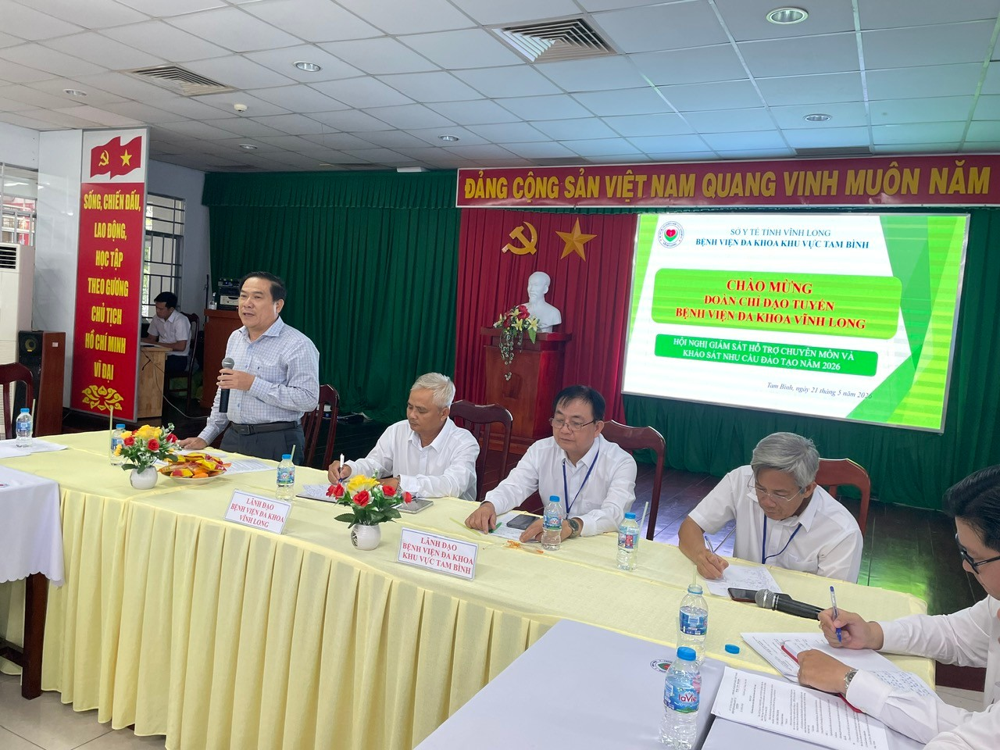 ĐẢNG CỘNG SẢN VIỆT NAM QUANG VINH MUÔN NĂM
SỐNG, CHIẾN ĐẤU,
LAO ĐỘNG,
HỌC TẬP
THEO GƯƠNG
CHỦ TỊCH
HỒ CHÍ MINH
VĨ ĐẠI
SỞ Y TẾ TỈNH VĨNH LONG
BỆNH VIỆN ĐA KHOA KHU VỰC TAM BÌNH
CHÀO MỪNG
ĐOÀN CHỈ ĐẠO TUYẾN
BỆNH VIỆN ĐA KHOA VĨNH LONG
HỘI NGHỊ GIÁM SÁT HỖ TRỢ CHUYÊN MÔN VÀ
KHẢO SÁT NHU CẦU ĐÀO TẠO NĂM 2026
Tam Bình, ngày 21 tháng 5 năm 2026
LÃNH ĐẠO
BỆNH VIỆN ĐA KHOA
VĨNH LONG
LÃNH ĐẠO
BỆNH VIỆN ĐA KHOA
KHU VỰC TAM BÌNH
LaVie